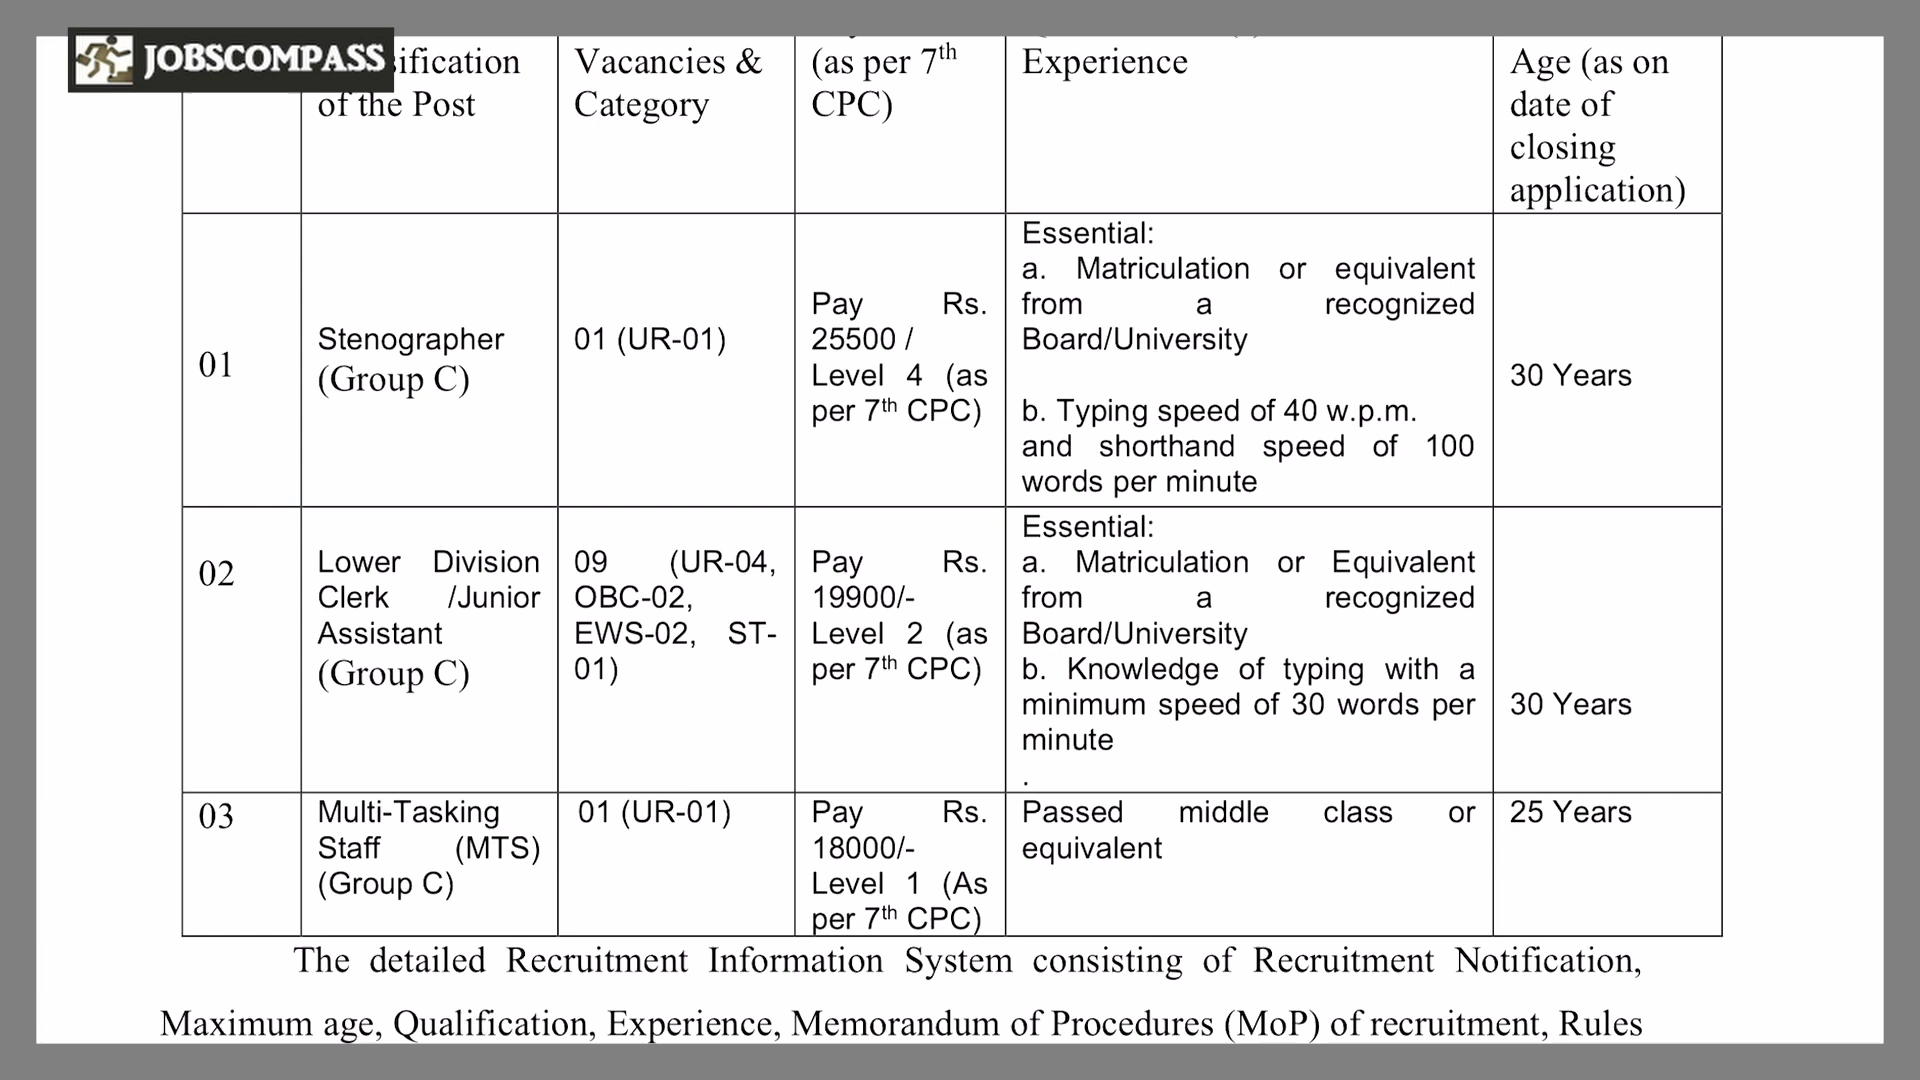 JOBSCOMPASS
sification
of the Post
Vacancies &
Category
(as per 7th
CPC)
Experience
Age (as on
date of
closing
application)
01
Stenographer
(Group C)
01 (UR-01)
Pay Rs.
25500 /
Level 4 (as
per 7th CPC)
Essential:
a. Matriculation or equivalent
from a recognized
Board/University
b. Typing speed of 40 w.p.m.
and shorthand speed of 100
words per minute
30 Years
02
Lower Division
Clerk /Junior
Assistant
(Group C)
09 (UR-04,
OBC-02,
EWS-02, ST-
01)
Pay Rs.
19900/-
Level 2 (as
per 7th CPC)
Essential:
a. Matriculation or Equivalent
from a recognized
Board/University
b. Knowledge of typing with a
minimum speed of 30 words per
minute
.
30 Years
03
Multi-Tasking
Staff (MTS)
(Group C)
01 (UR-01)
Pay Rs.
18000/-
Level 1 (As
per 7th CPC)
Passed middle class or
equivalent
25 Years
The detailed Recruitment Information System consisting of Recruitment Notification,
Maximum age, Qualification, Experience, Memorandum of Procedures (MoP) of recruitment, Rules